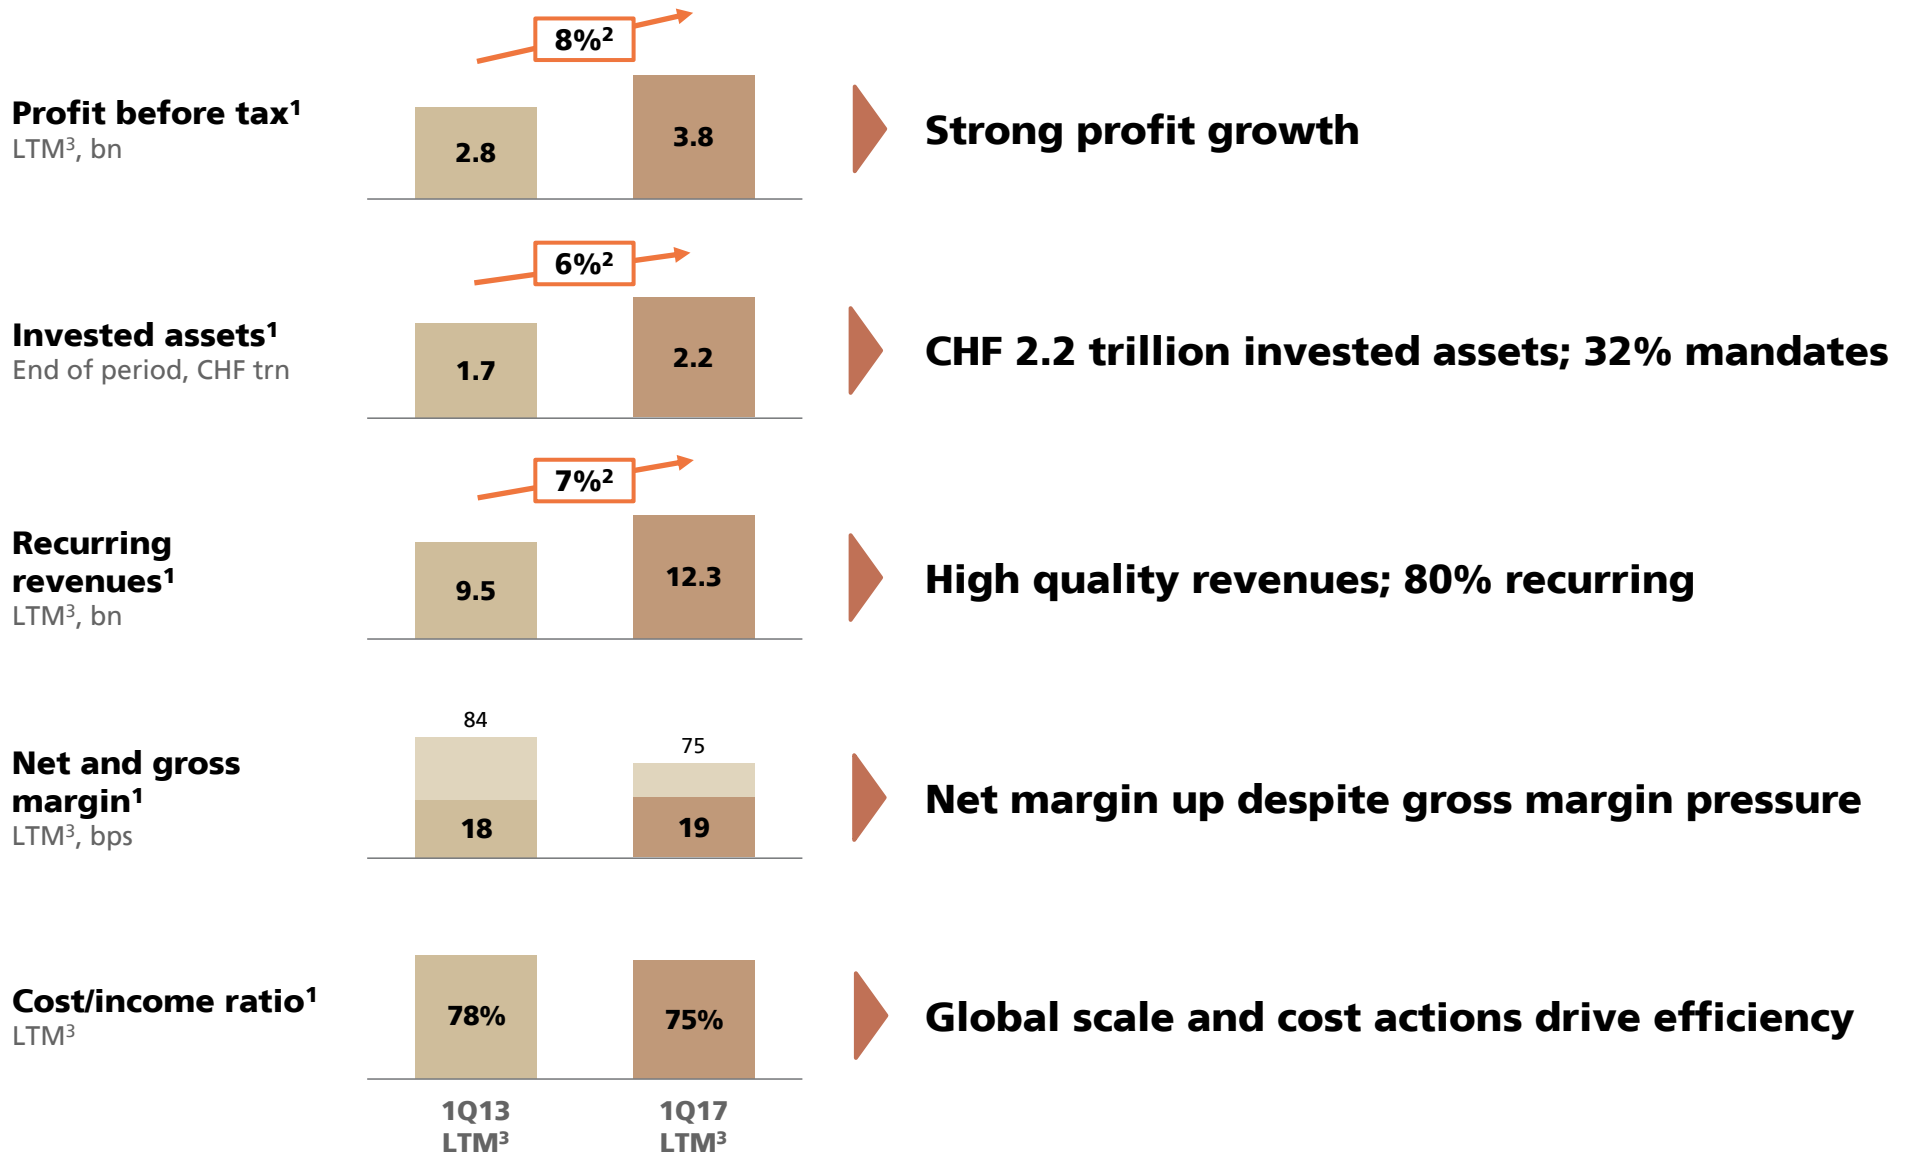 8%²
Profit before tax¹
LTM³, bn
2.8
3.8
Strong profit growth
6%²
Invested assets¹
End of period, CHF trn
1.7
2.2
CHF 2.2 trillion invested assets; 32% mandates
7%²
Recurring
revenues¹
LTM³, bn
9.5
12.3
High quality revenues; 80% recurring
84
75
Net and gross
margin¹
LTM³, bps
18
19
Net margin up despite gross margin pressure
Cost/income ratio¹
LTM³
78%
75%
Global scale and cost actions drive efficiency
1Q13
LTM³
1Q17
LTM³